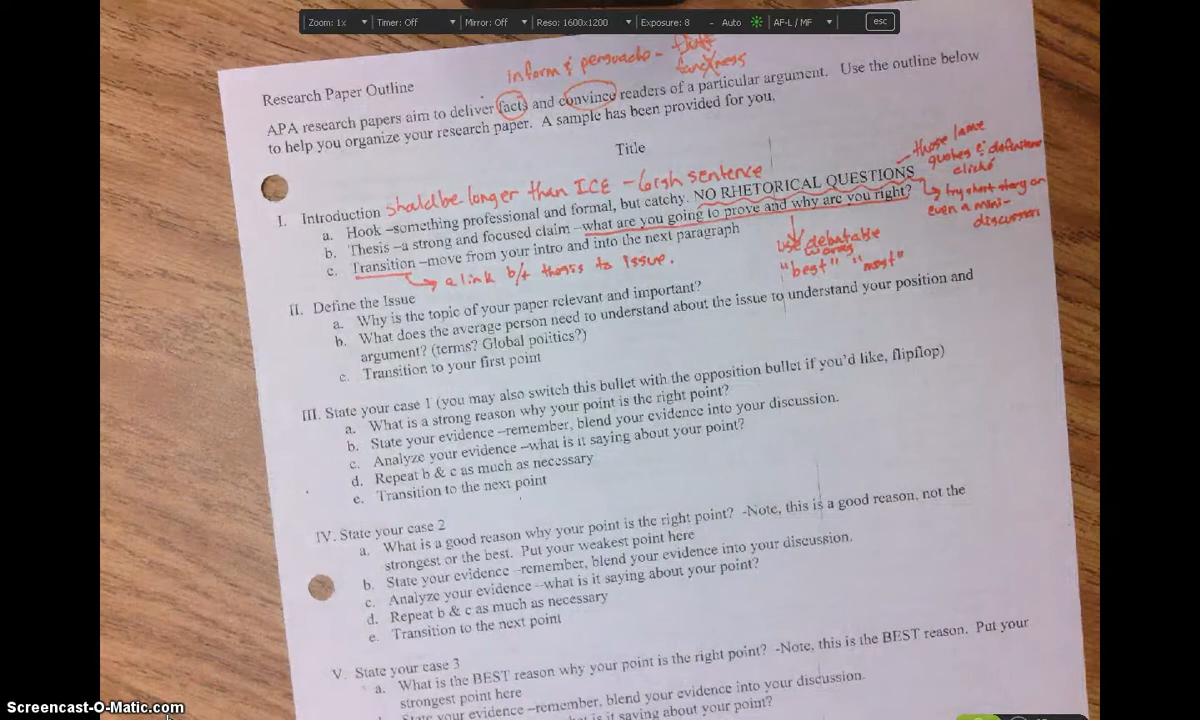 Zoom: 1x Timer: Off Mirror: Off Reso: 1600x1200 Exposure: 8 - Auto AF-L / MF esc
inform & persuade - fluff
Research Paper Outline
APA research papers aim to deliver facts and convince readers of a particular argument. Use the outline below
to help you organize your research paper. A sample has been provided for you.
Title
those lame
quotes &
cliché
I. Introduction should be longer than ICE - 6ish sentence
a. Hook –something professional and formal, but catchy. NO RHETORICAL QUESTIONS
try short story or
even a mini-
b. Thesis –a strong and focused claim –what are you going to prove and why are you right?
use debatable
words
"best" "most"
c. Transition –move from your intro and into the next paragraph
a link b/t thesis to Issue.
II. Define the Issue
a. Why is the topic of your paper relevant and important?
b. What does the average person need to understand about the issue to understand your position and
argument? (terms? Global politics?)
c. Transition to your first point
III. State your case 1 (you may also switch this bullet with the opposition bullet if you'd like, flipflop)
a. What is a strong reason why your point is the right point?
b. State your evidence –remember, blend your evidence into your discussion.
c. Analyze your evidence –what is it saying about your point?
d. Repeat b & c as much as necessary
e. Transition to the next point
IV. State your case 2
a. What is a good reason why your point is the right point? -Note, this is a good reason, not the
strongest or the best. Put your weakest point here
b. State your evidence –remember, blend your evidence into your discussion.
c. Analyze your evidence –what is it saying about your point?
d. Repeat b & c as much as necessary
e. Transition to the next point
V. State your case 3
a. What is the BEST reason why your point is the right point? -Note, this is the BEST reason. Put your
strongest point here
State your evidence –remember, blend your evidence into your discussion.
what is it saying about your point?
Screencast-O-Matic.com